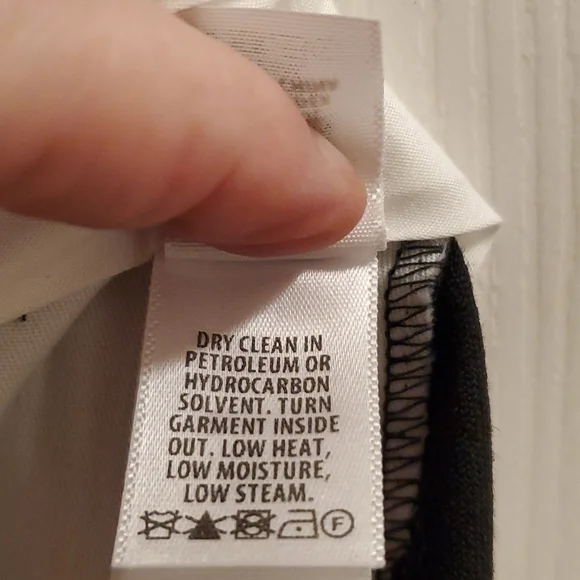 DRY CLEAN IN
PETROLEUM OR
HYDROCARBON
SOLVENT. TURN
GARMENT INSIDE
OUT. LOW HEAT,
LOW MOISTURE,
LOW STEAM.
F